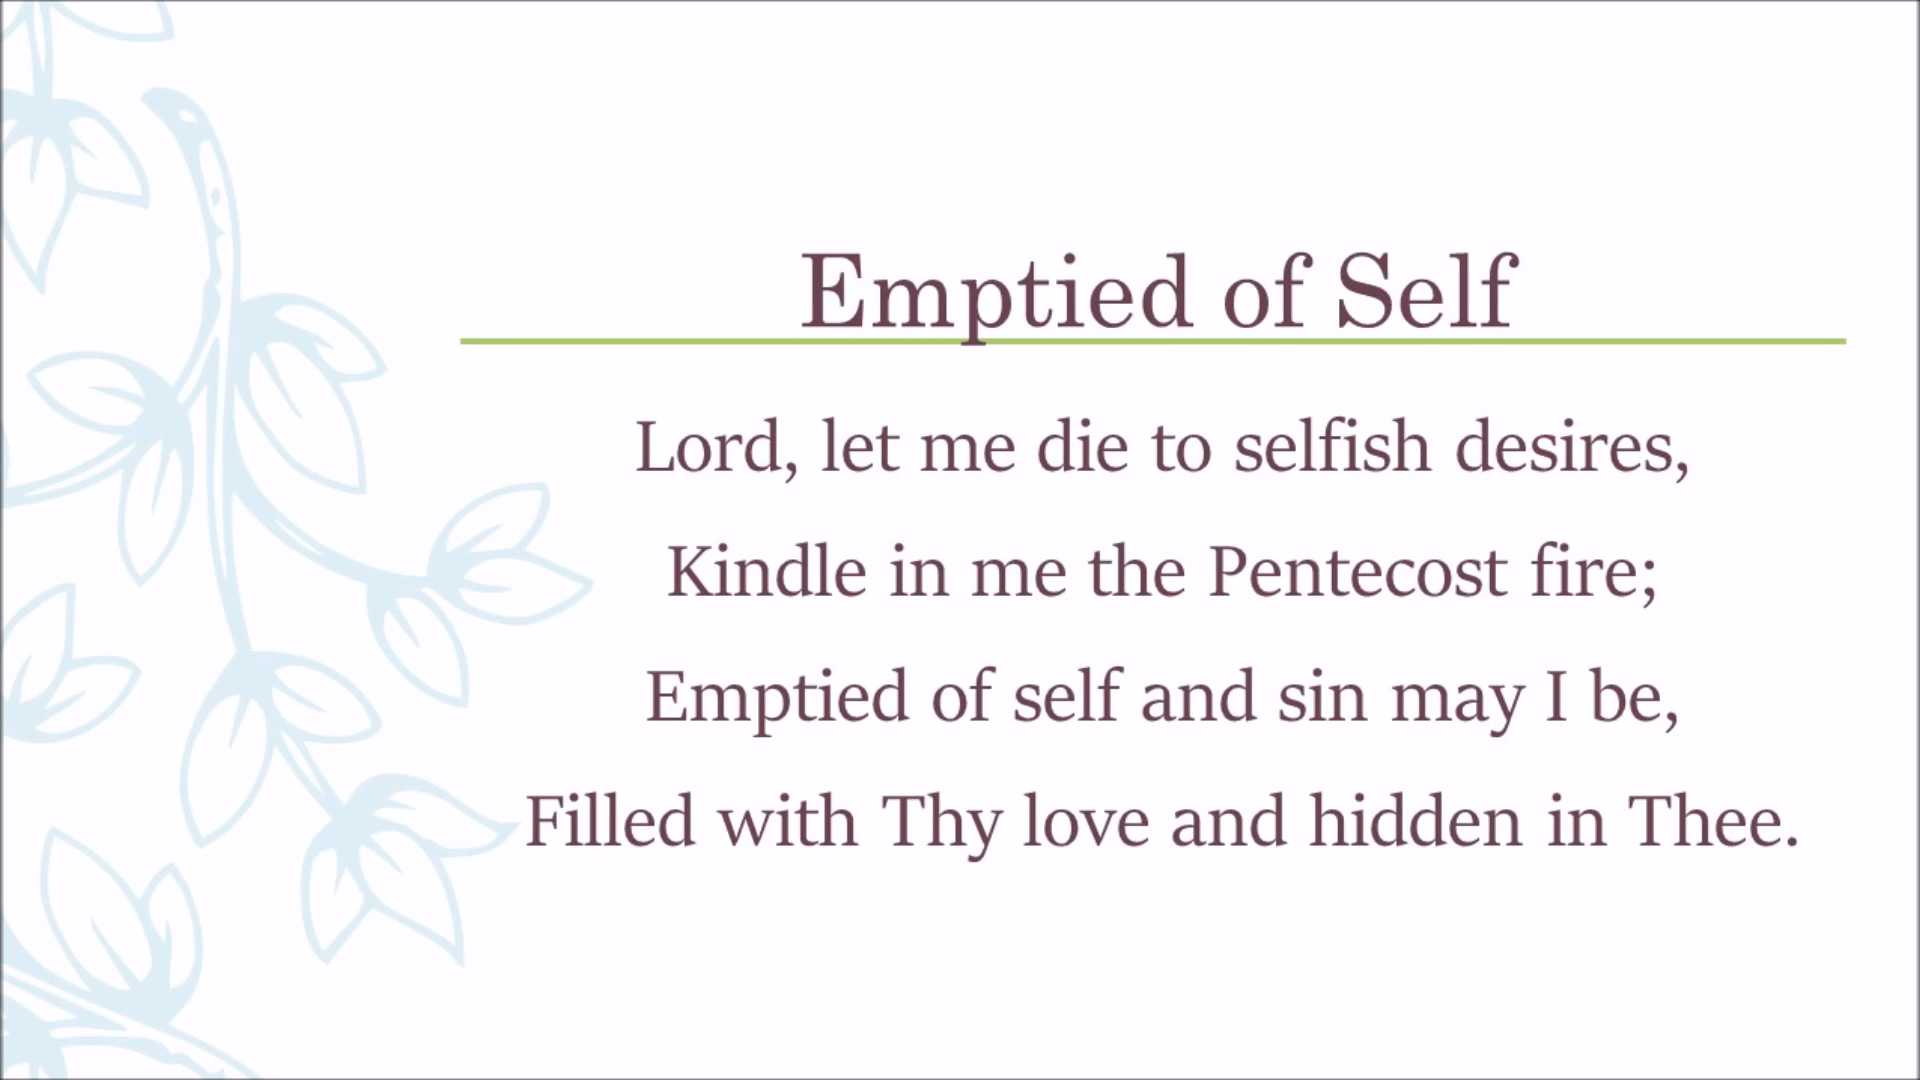 Emptied of Self
Lord, let me die to selfish desires,
Kindle in me the Pentecost fire;
Emptied of self and sin may I be,
Filled with Thy love and hidden in Thee.